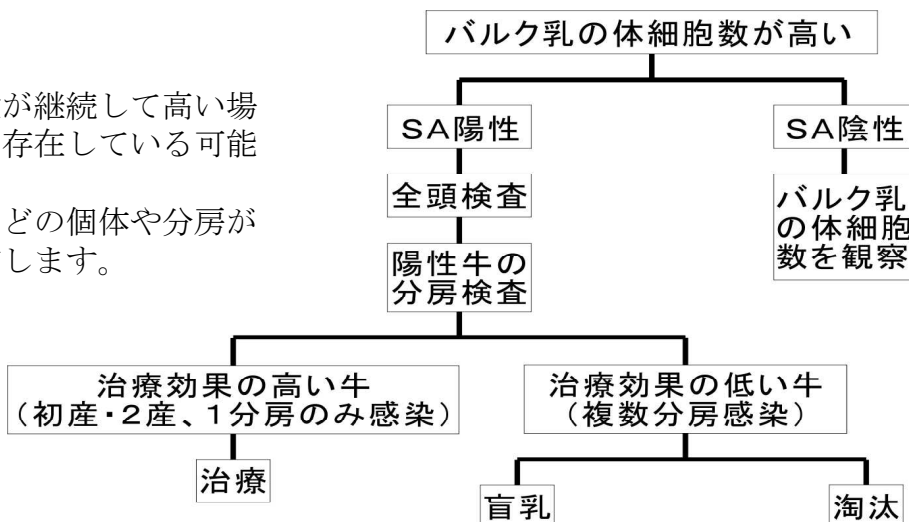 バルク乳の体細胞数が高い
が継続して高い場
存在している可能
どの個体や分房が
します。
SA陽性
SA陰性
全頭検査
バルク乳
の体細胞
数を観察
陽性牛の
分房検査
治療効果の高い牛
(初産・2産、1分房のみ感染)
治療効果の低い牛
(複数分房感染)
治療
盲乳
淘汰